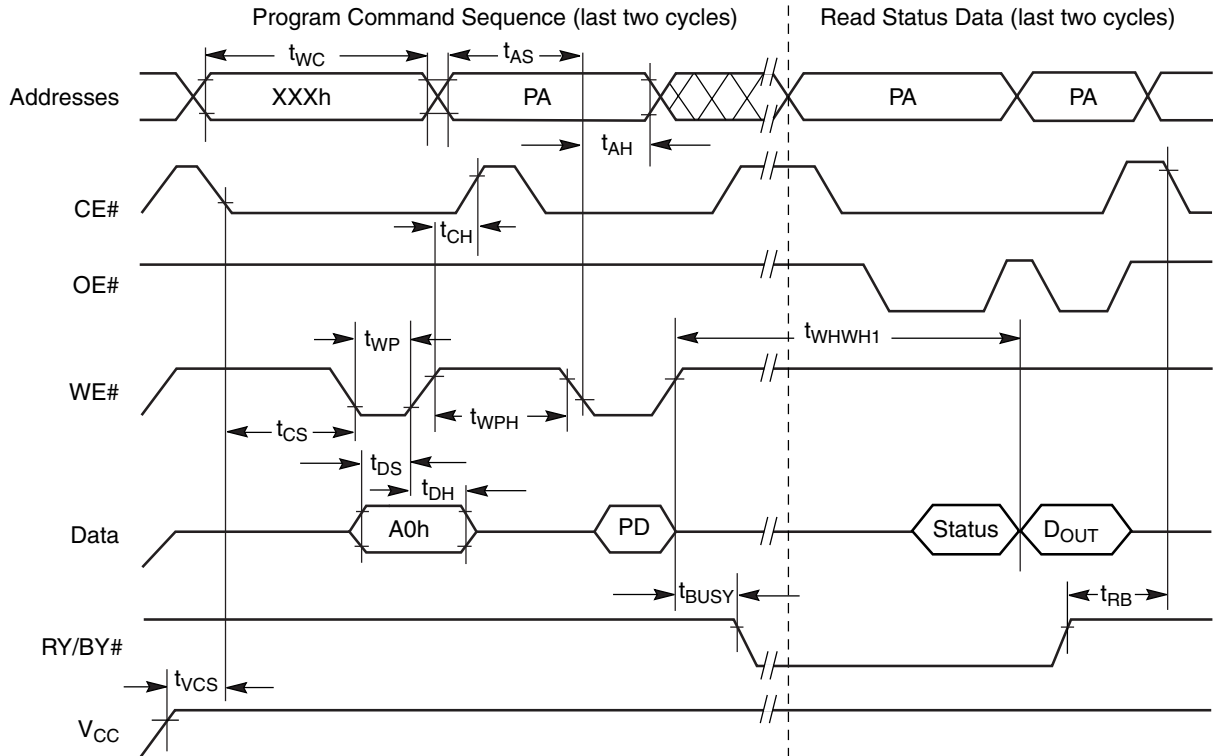 Program Command Sequence (last two cycles)
Read Status Data (last two cycles)
tWC
tAS
Addresses
XXXh
PA
PA
PA
tAH
CE#
tCH
OE#
tWP
tWHWH1
WE#
tCS
tWPH
tDS
tDH
Data
A0h
PD
Status
DOUT
tBUSY
tRB
RY/BY#
tVCS
VCC